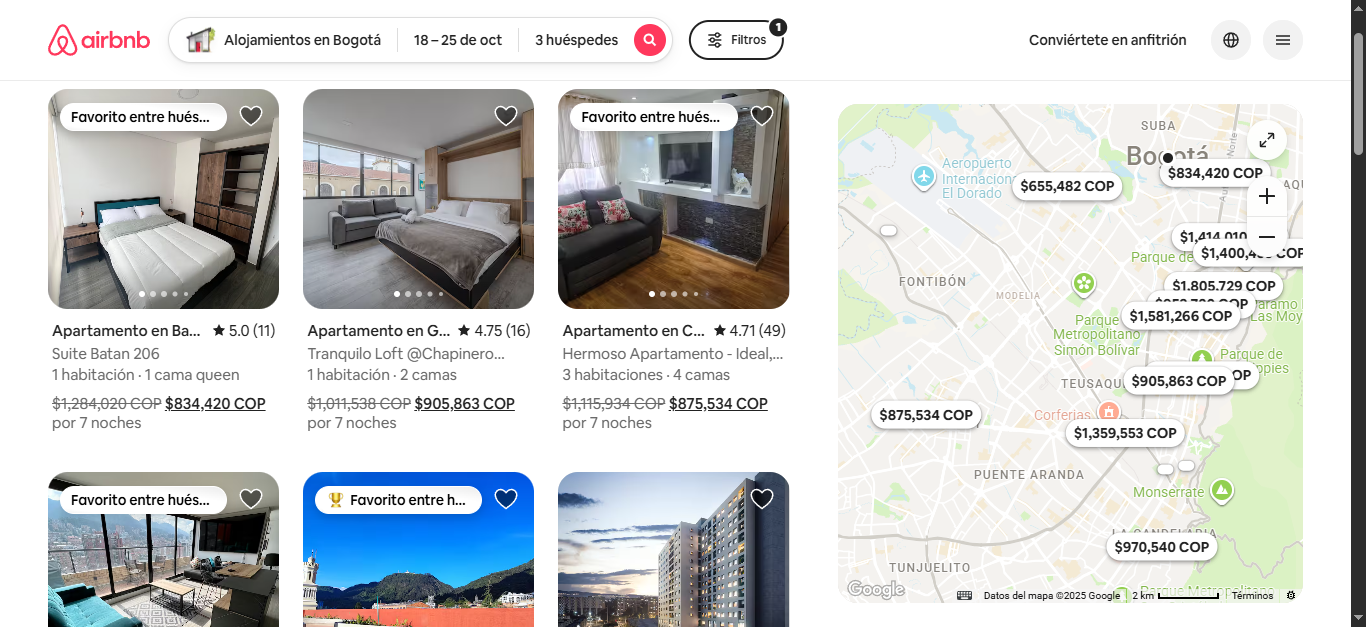 airbnb
Alojamientos en Bogotá
18 – 25 de oct
3 huéspedes
Filtros
1
Conviértete en anfitrión
Favorito entre hués...
Favorito entre hués...
Apartamento en Ba...
5.0 (11)
Suite Batan 206
1 habitación · 1 cama queen
$1,284,020 COP $834,420 COP
por 7 noches
Apartamento en G...
4.75 (16)
Tranquilo Loft @Chapinero...
1 habitación · 2 camas
$1,011,538 COP $905,863 COP
por 7 noches
Apartamento en C...
4.71 (49)
Hermoso Apartamento - Ideal,...
3 habitaciones · 4 camas
$1,115,934 COP $875,534 COP
por 7 noches
Favorito entre hués...
Favorito entre h...
SUBA
Bogotá
Norte
Aeropuerto
Internacional
El Dorado
$655,482 COP
$834,420 COP
$1,414,010
Parque de
$1,400,4
COP
FONTIBÓN
MODELIA
$1,805,729 COP
COP
$1,581,266 COP
Las Moy
Parque
Metropolitano
Simón Bolívar
Parque de
TEUSAQU
$905,863 COP
OP
Corferias
$875,534 COP
$1,359,553 COP
PUENTE ARANDA
Monserrate
LA CANDELARIA
$970,540 COP
TUNJUELITO
Parque Metropolitano
Google
Datos del mapa ©2025 Google
2 km
Términos